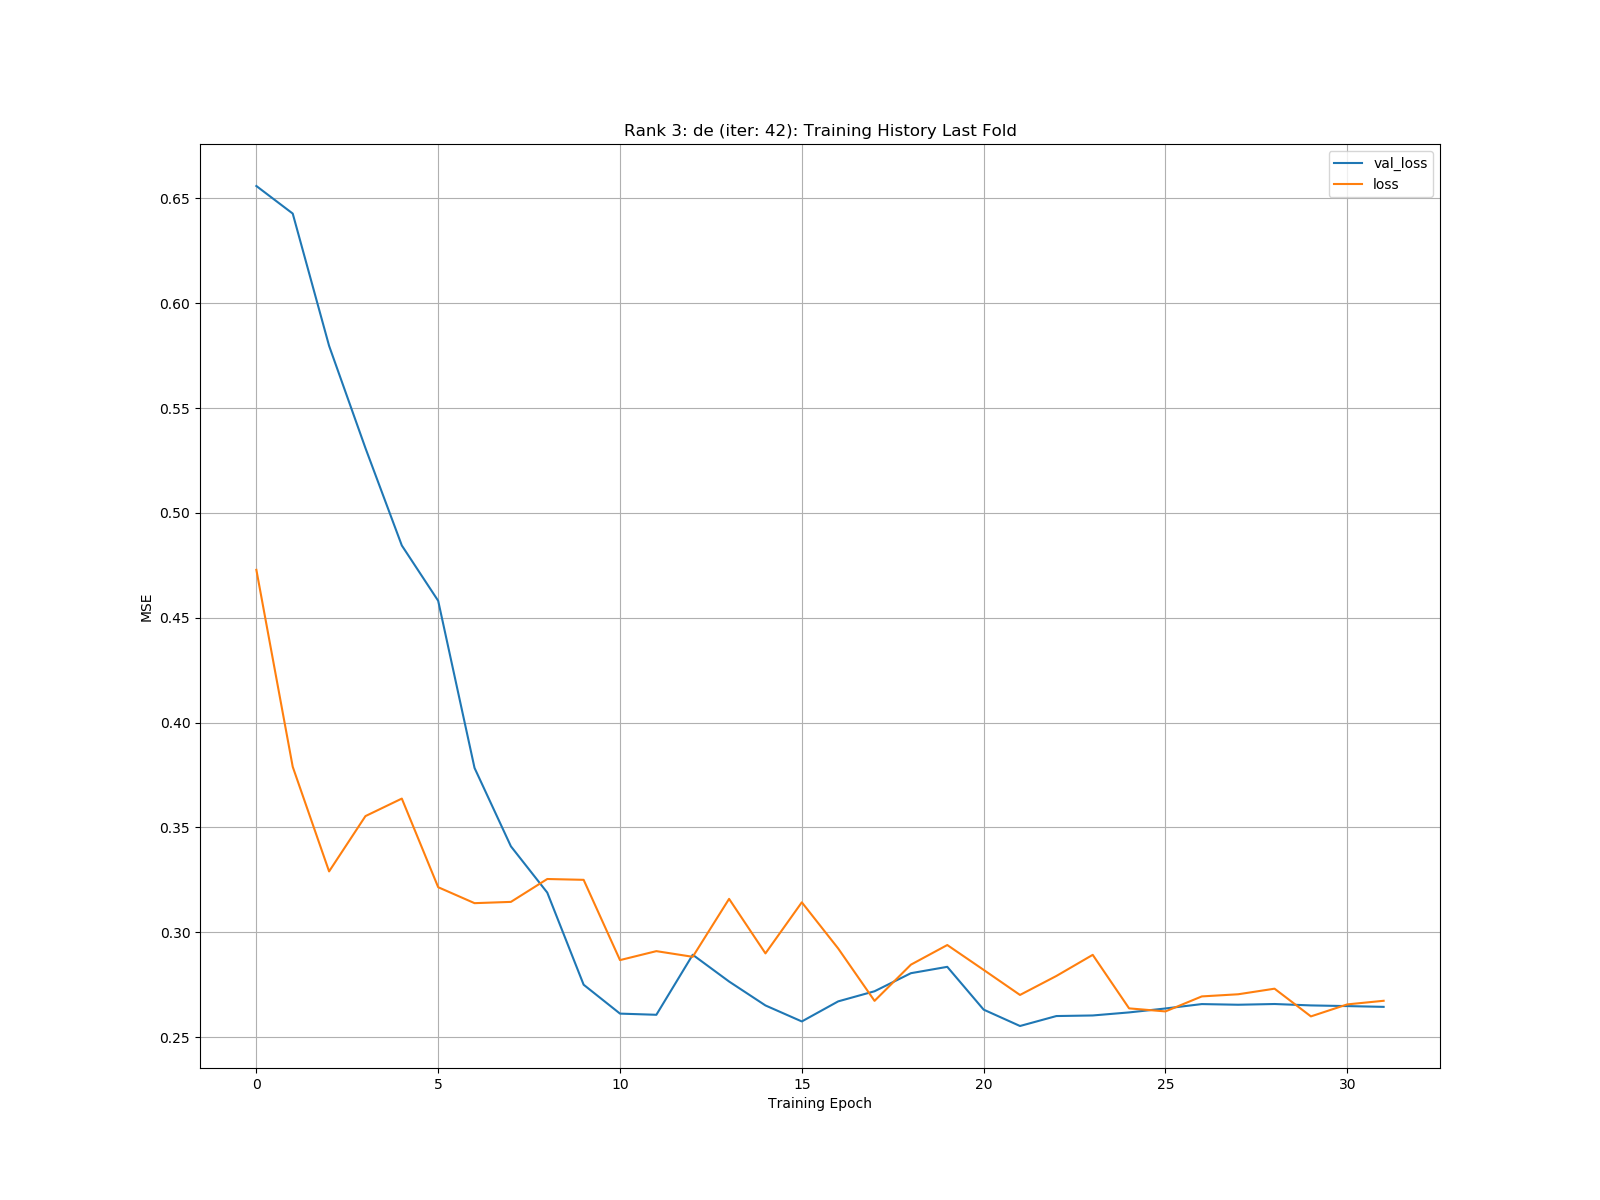 Rank 3: de (iter: 42): Training History Last Fold
val_loss
loss
0.65
0.60
0.55
0.50
0.45
0.40
0.35
0.30
0.25
MSE
0 5 10 15 20 25 30
Training Epoch